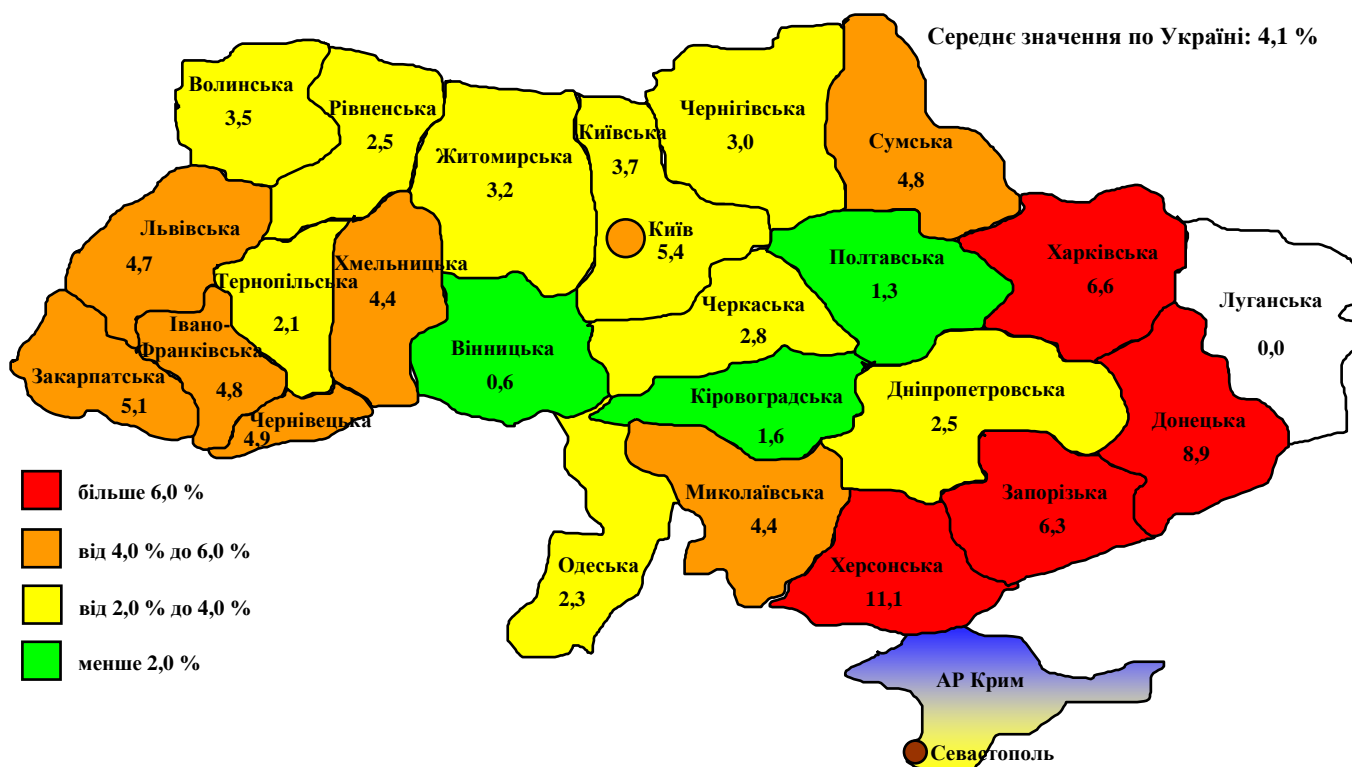 Середнє значення по Україні: 4,1 %
Волинська
3,5
Рівненська
2,5
Житомирська
3,2
Київська
3,7
Київ
5,4
Чернігівська
3,0
Сумська
4,8
Львівська
4,7
Тернопільська
2,1
Хмельницька
4,4
Вінницька
0,6
Черкаська
2,8
Полтавська
1,3
Харківська
6,6
Луганська
0,0
Закарпатська
5,1
Івано-
Франківська
4,8
Чернівецька
4,9
Кіровоградська
1,6
Дніпропетровська
2,5
Донецька
8,9
Миколаївська
4,4
Запорізька
6,3
Одеська
2,3
Херсонська
11,1
АР Крим
Севастополь
більше 6,0 %
від 4,0 % до 6,0 %
від 2,0 % до 4,0 %
менше 2,0 %